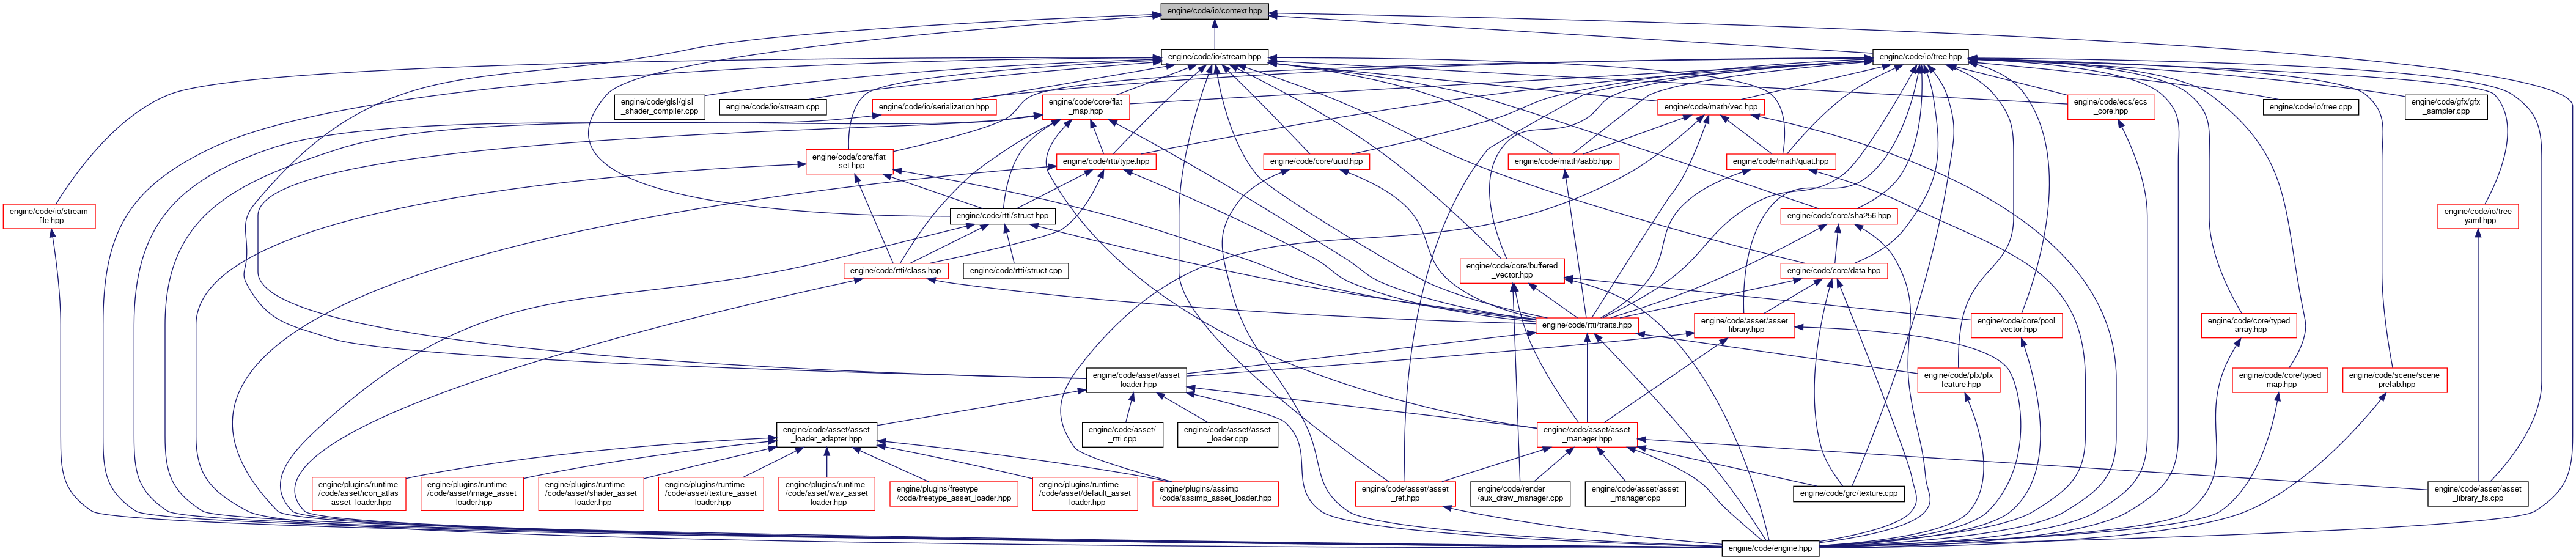 engine/code/io/context.hpp
engine/code/io/stream.hpp
engine/code/io/tree.hpp
engine/code/glsl/glsl
_shader_compiler.cpp
engine/code/io/stream.cpp
engine/code/io/serialization.hpp
engine/code/core/flat
_map.hpp
engine/code/math/vec.hpp
engine/code/ecs/ecs
_core.hpp
engine/code/io/tree.cpp
engine/code/gfx/gfx
_sampler.cpp
engine/code/core/flat
_set.hpp
engine/code/rtti/type.hpp
engine/code/core/uuid.hpp
engine/code/math/aabb.hpp
engine/code/math/quat.hpp
engine/code/io/stream
_file.hpp
engine/code/rtti/struct.hpp
engine/code/core/sha256.hpp
engine/code/io/tree
_yaml.hpp
engine/code/rtti/class.hpp
engine/code/rtti/struct.cpp
engine/code/core/buffered
_vector.hpp
engine/code/core/data.hpp
engine/code/rtti/traits.hpp
engine/code/asset/asset
_library.hpp
engine/code/core/pool
_vector.hpp
engine/code/core/typed
_array.hpp
engine/code/asset/asset
_loader.hpp
engine/code/pfx/pfx
_feature.hpp
engine/code/core/typed
_map.hpp
engine/code/scene/scene
_prefab.hpp
engine/code/asset/asset
_loader_adapter.hpp
engine/code/asset/
_rtti.cpp
engine/code/asset/asset
_loader.cpp
engine/code/asset/asset
_manager.hpp
engine/plugins/runtime
/code/asset/icon_atlas
_asset_loader.hpp
engine/plugins/runtime
/code/asset/image_asset
_loader.hpp
engine/plugins/runtime
/code/asset/shader_asset
_loader.hpp
engine/plugins/runtime
/code/asset/texture_asset
_loader.hpp
engine/plugins/runtime
/code/asset/wav_asset
_loader.hpp
engine/plugins/freetype
/code/freetype_asset_loader.hpp
engine/plugins/runtime
/code/asset/default_asset
_loader.hpp
engine/plugins/assimp
/code/assimp_asset_loader.hpp
engine/code/asset/asset
_ref.hpp
engine/code/render
/aux_draw_manager.cpp
engine/code/asset/asset
_manager.cpp
engine/code/grc/texture.cpp
engine/code/asset/asset
_library_fs.cpp
engine/code/engine.hpp